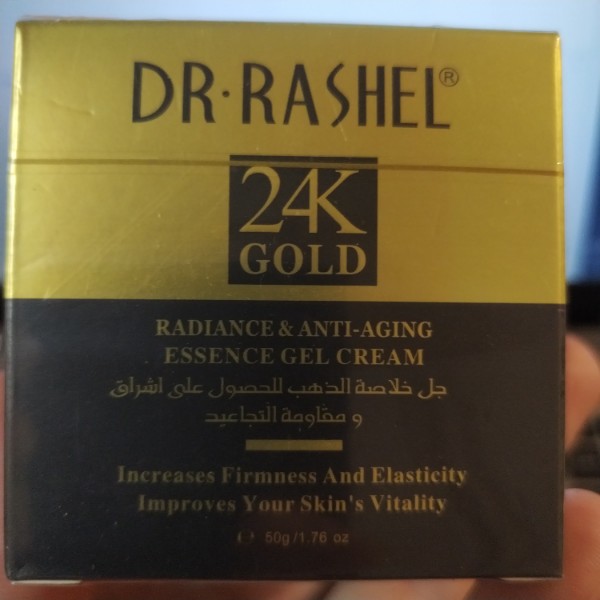 DR·RASHEL®
24K
GOLD
RADIANCE & ANTI-AGING
ESSENCE GEL CREAM
جل خلاصة الذهب للحصول على اشراق
و مقاومة التجاعيد
Increases Firmness And Elasticity
Improves Your Skin's Vitality
℮ 50g/1.76 oz